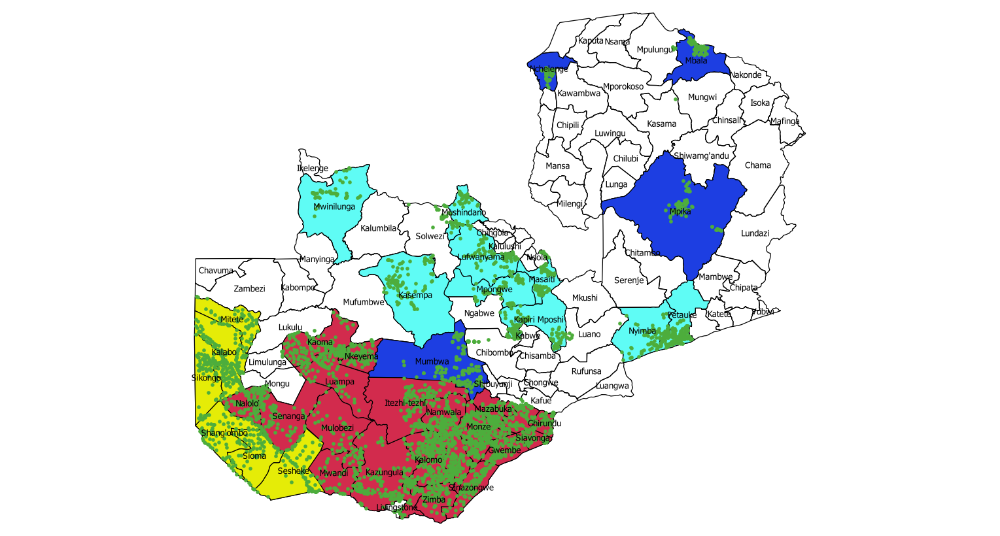 Kaputa
Nsama
Mpulungu
Mbala
Nchelenge
Nakonde
Mporokoso
Kawambwa
Mungwi
Isoka
Chinsali
Mafinga
Kasama
Chipili
Luwingu
Shiwamg'andu
Chilubi
Chama
Mansa
Ikelenge
Lunga
Milengi
Mwinilunga
Mushindano
Mpika
Kalumbila
Solwezi
Chingola
Lundazi
Kalulushi
Manyinga
Lufwanyama
Nsola
Chitambo
Chavuma
Zambezi
Kabompo
Masaiti
Serenje
Mambwe
Mpongwe
Chipata
Kasempa
Mkushi
Mufumbwe
Ngabwe
Mitete
Kapiri Mposhi
Petauke
Katete
Vubwi
Lukulu
Nyimba
Kabwe
Luano
Kaoma
Kalabo
Nkeyema
Chibombo
Chisamba
Limulunga
Mumbwa
Rufunsa
Sikongo
Mongu
Luampa
Shibuyunji
Chongwe
Luangwa
Nalolo
Itezhi-tezhi
Kafue
Senanga
Namwala
Mazabuka
Shang'ombo
Mulobezi
Monze
Chirundu
Siavonga
Sioma
Kalomo
Gwembe
Sesheke
Mwandi
Kazungula
Sinazongwe
Zimba
Livingstone